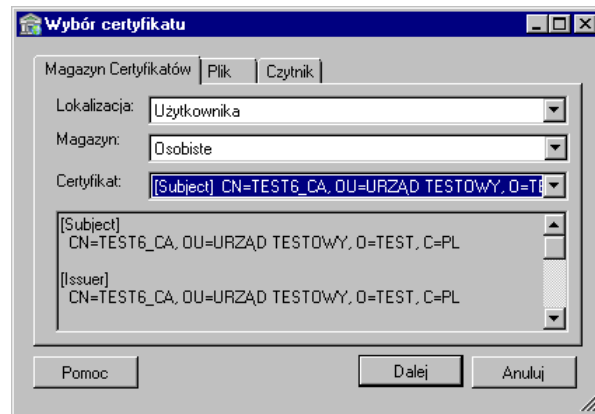 Wybór certyfikatu
Magazyn Certyfikatów Plik Czytnik
Lokalizacja: Użytkownika
Magazyn: Osobiste
Certyfikat: [Subject] CN=TEST6_CA, OU=URZĄD TESTOWY, O=TE
[Subject]
CN=TEST6_CA, OU=URZĄD TESTOWY, O=TEST, C=PL
[Issuer]
CN=TEST6_CA, OU=URZĄD TESTOWY, O=TEST, C=PL
Pomoc Dalej Anuluj